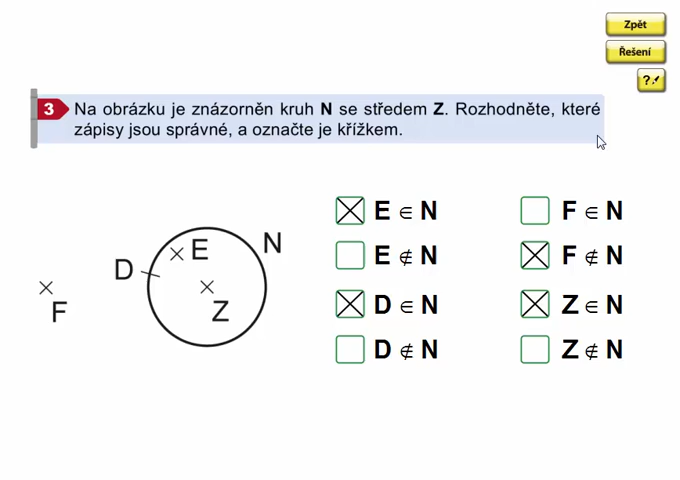 Zpět
Řešení
?
3 Na obrázku je znázorněn kruh N se středem Z. Rozhodněte, které
zápisy jsou správné, a označte je křížkem.
E ∈ N F ∈ N
E ∉ N F ∉ N
D ∈ N Z ∈ N
D ∉ N Z ∉ N
E N
D
Z
F